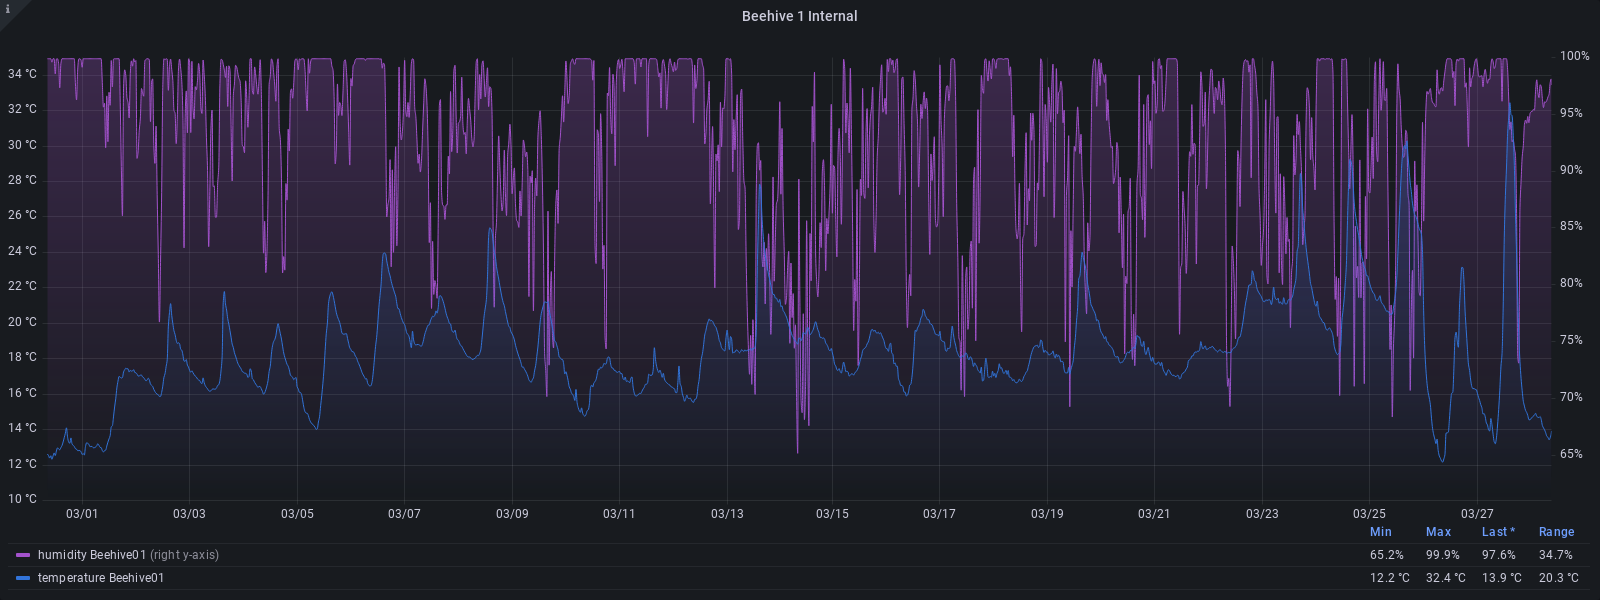 i
Beehive 1 Internal
34 °C
32 °C
30 °C
28 °C
26 °C
24 °C
22 °C
20 °C
18 °C
16 °C
14 °C
12 °C
10 °C
100%
95%
90%
85%
80%
75%
70%
65%
03/01 03/03 03/05 03/07 03/09 03/11 03/13 03/15 03/17 03/19 03/21 03/23 03/25 03/27
Min Max Last * Range
humidity Beehive01 (right y-axis) 65.2% 99.9% 97.6% 34.7%
temperature Beehive01 12.2 °C 32.4 °C 13.9 °C 20.3 °C